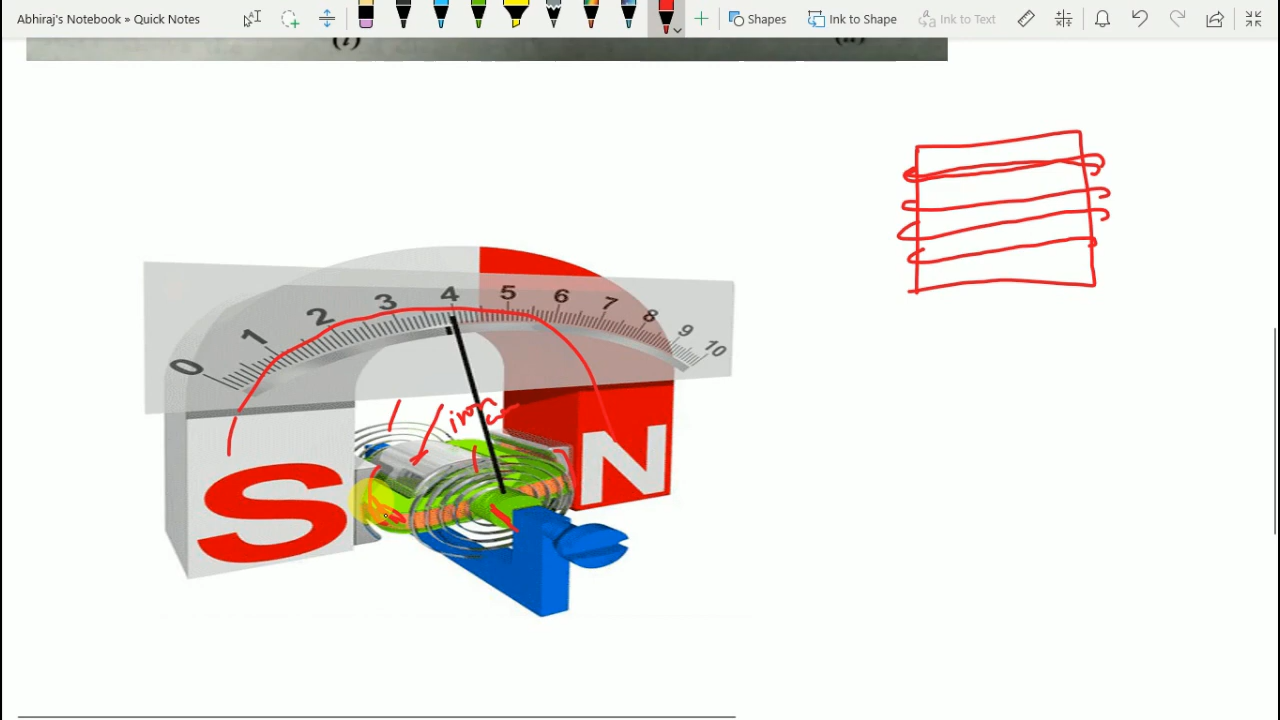 Abhiraj's Notebook » Quick Notes
Shapes
Ink to Shape
Ink to Text
(i)
0 1 2 3 4 5 6 7 8 9 10
iron
S N